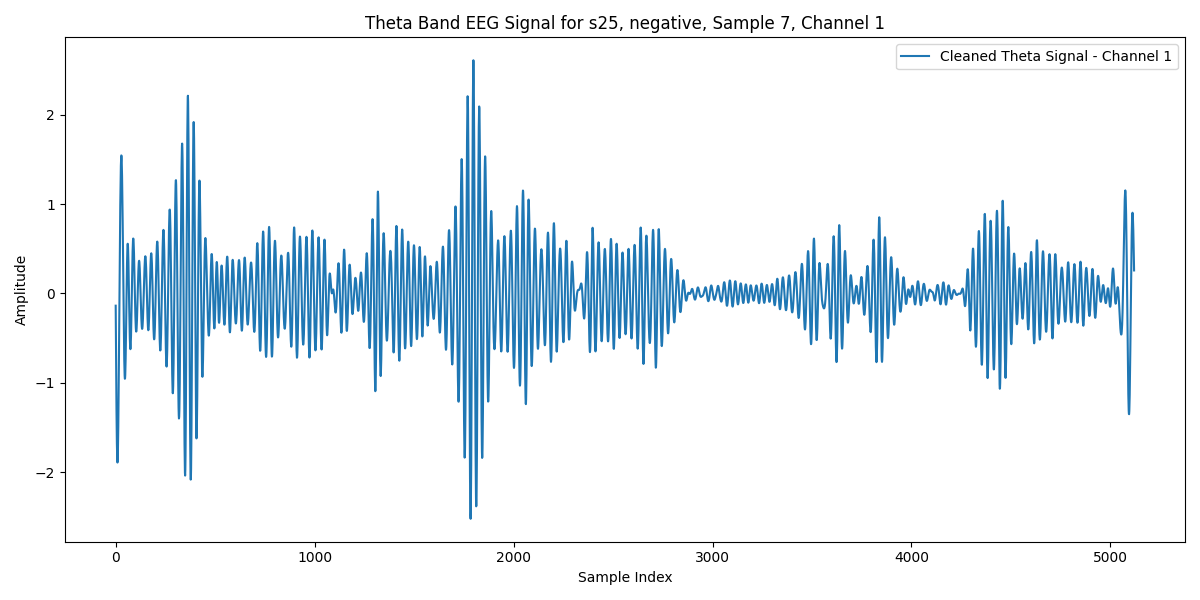 Theta Band EEG Signal for s25, negative, Sample 7, Channel 1
Cleaned Theta Signal - Channel 1
Amplitude
2
1
0
−1
−2
0 1000 2000 3000 4000 5000
Sample Index